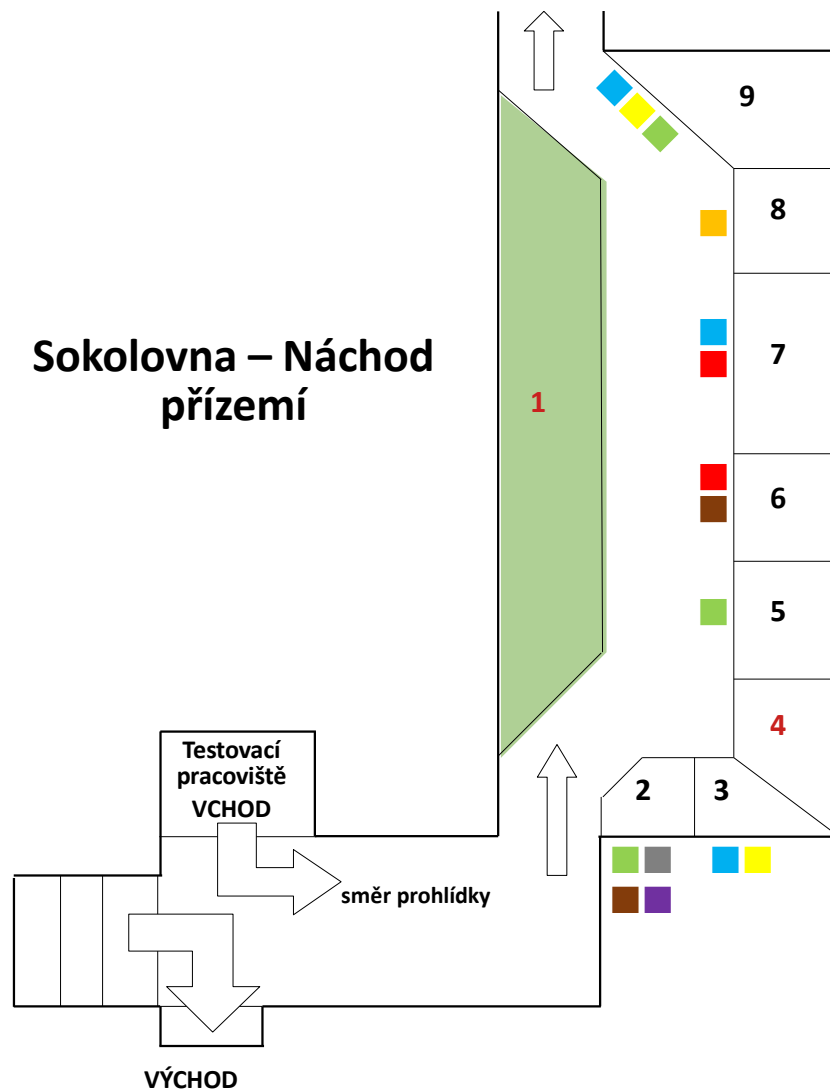 Sokolovna – Náchod
přízemí
9
8
7
1
6
5
4
2
3
Testovací
pracoviště
VCHOD
směr prohlídky
VÝCHOD